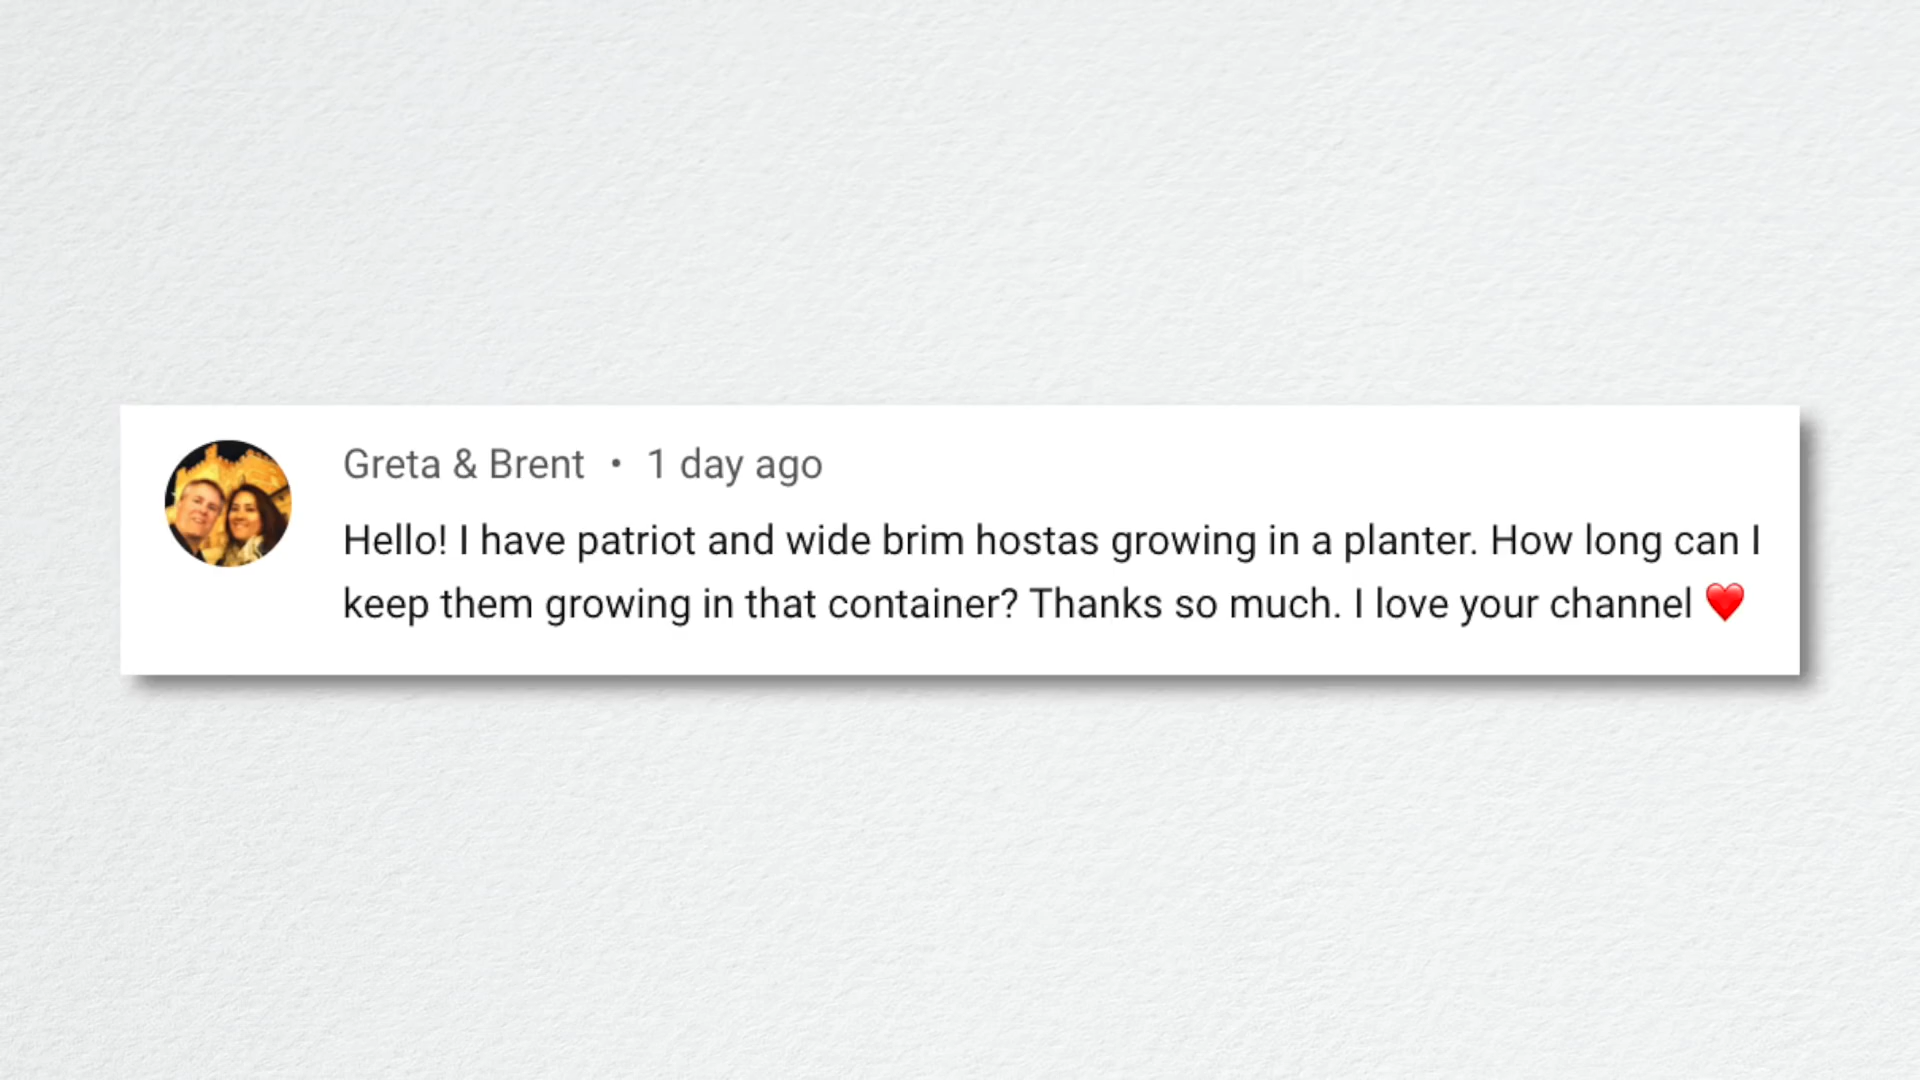 Greta & Brent • 1 day ago
Hello! I have patriot and wide brim hostas growing in a planter. How long can I
keep them growing in that container? Thanks so much. I love your channel ❤️